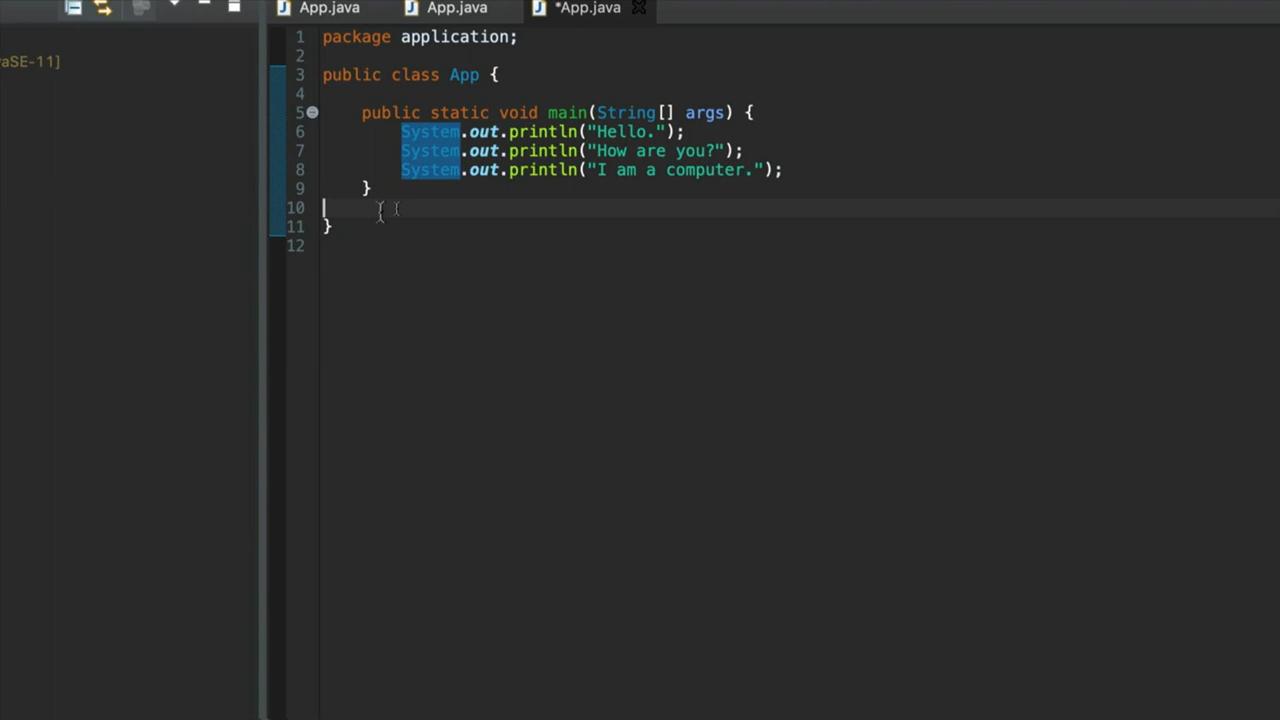 App.java App.java *App.java
vaSE-11]
1 package application;
2
3 public class App {
4
5 public static void main(String[] args) {
6 System.out.println("Hello.");
7 System.out.println("How are you?");
8 System.out.println("I am a computer.");
9 }
10
11 }
12